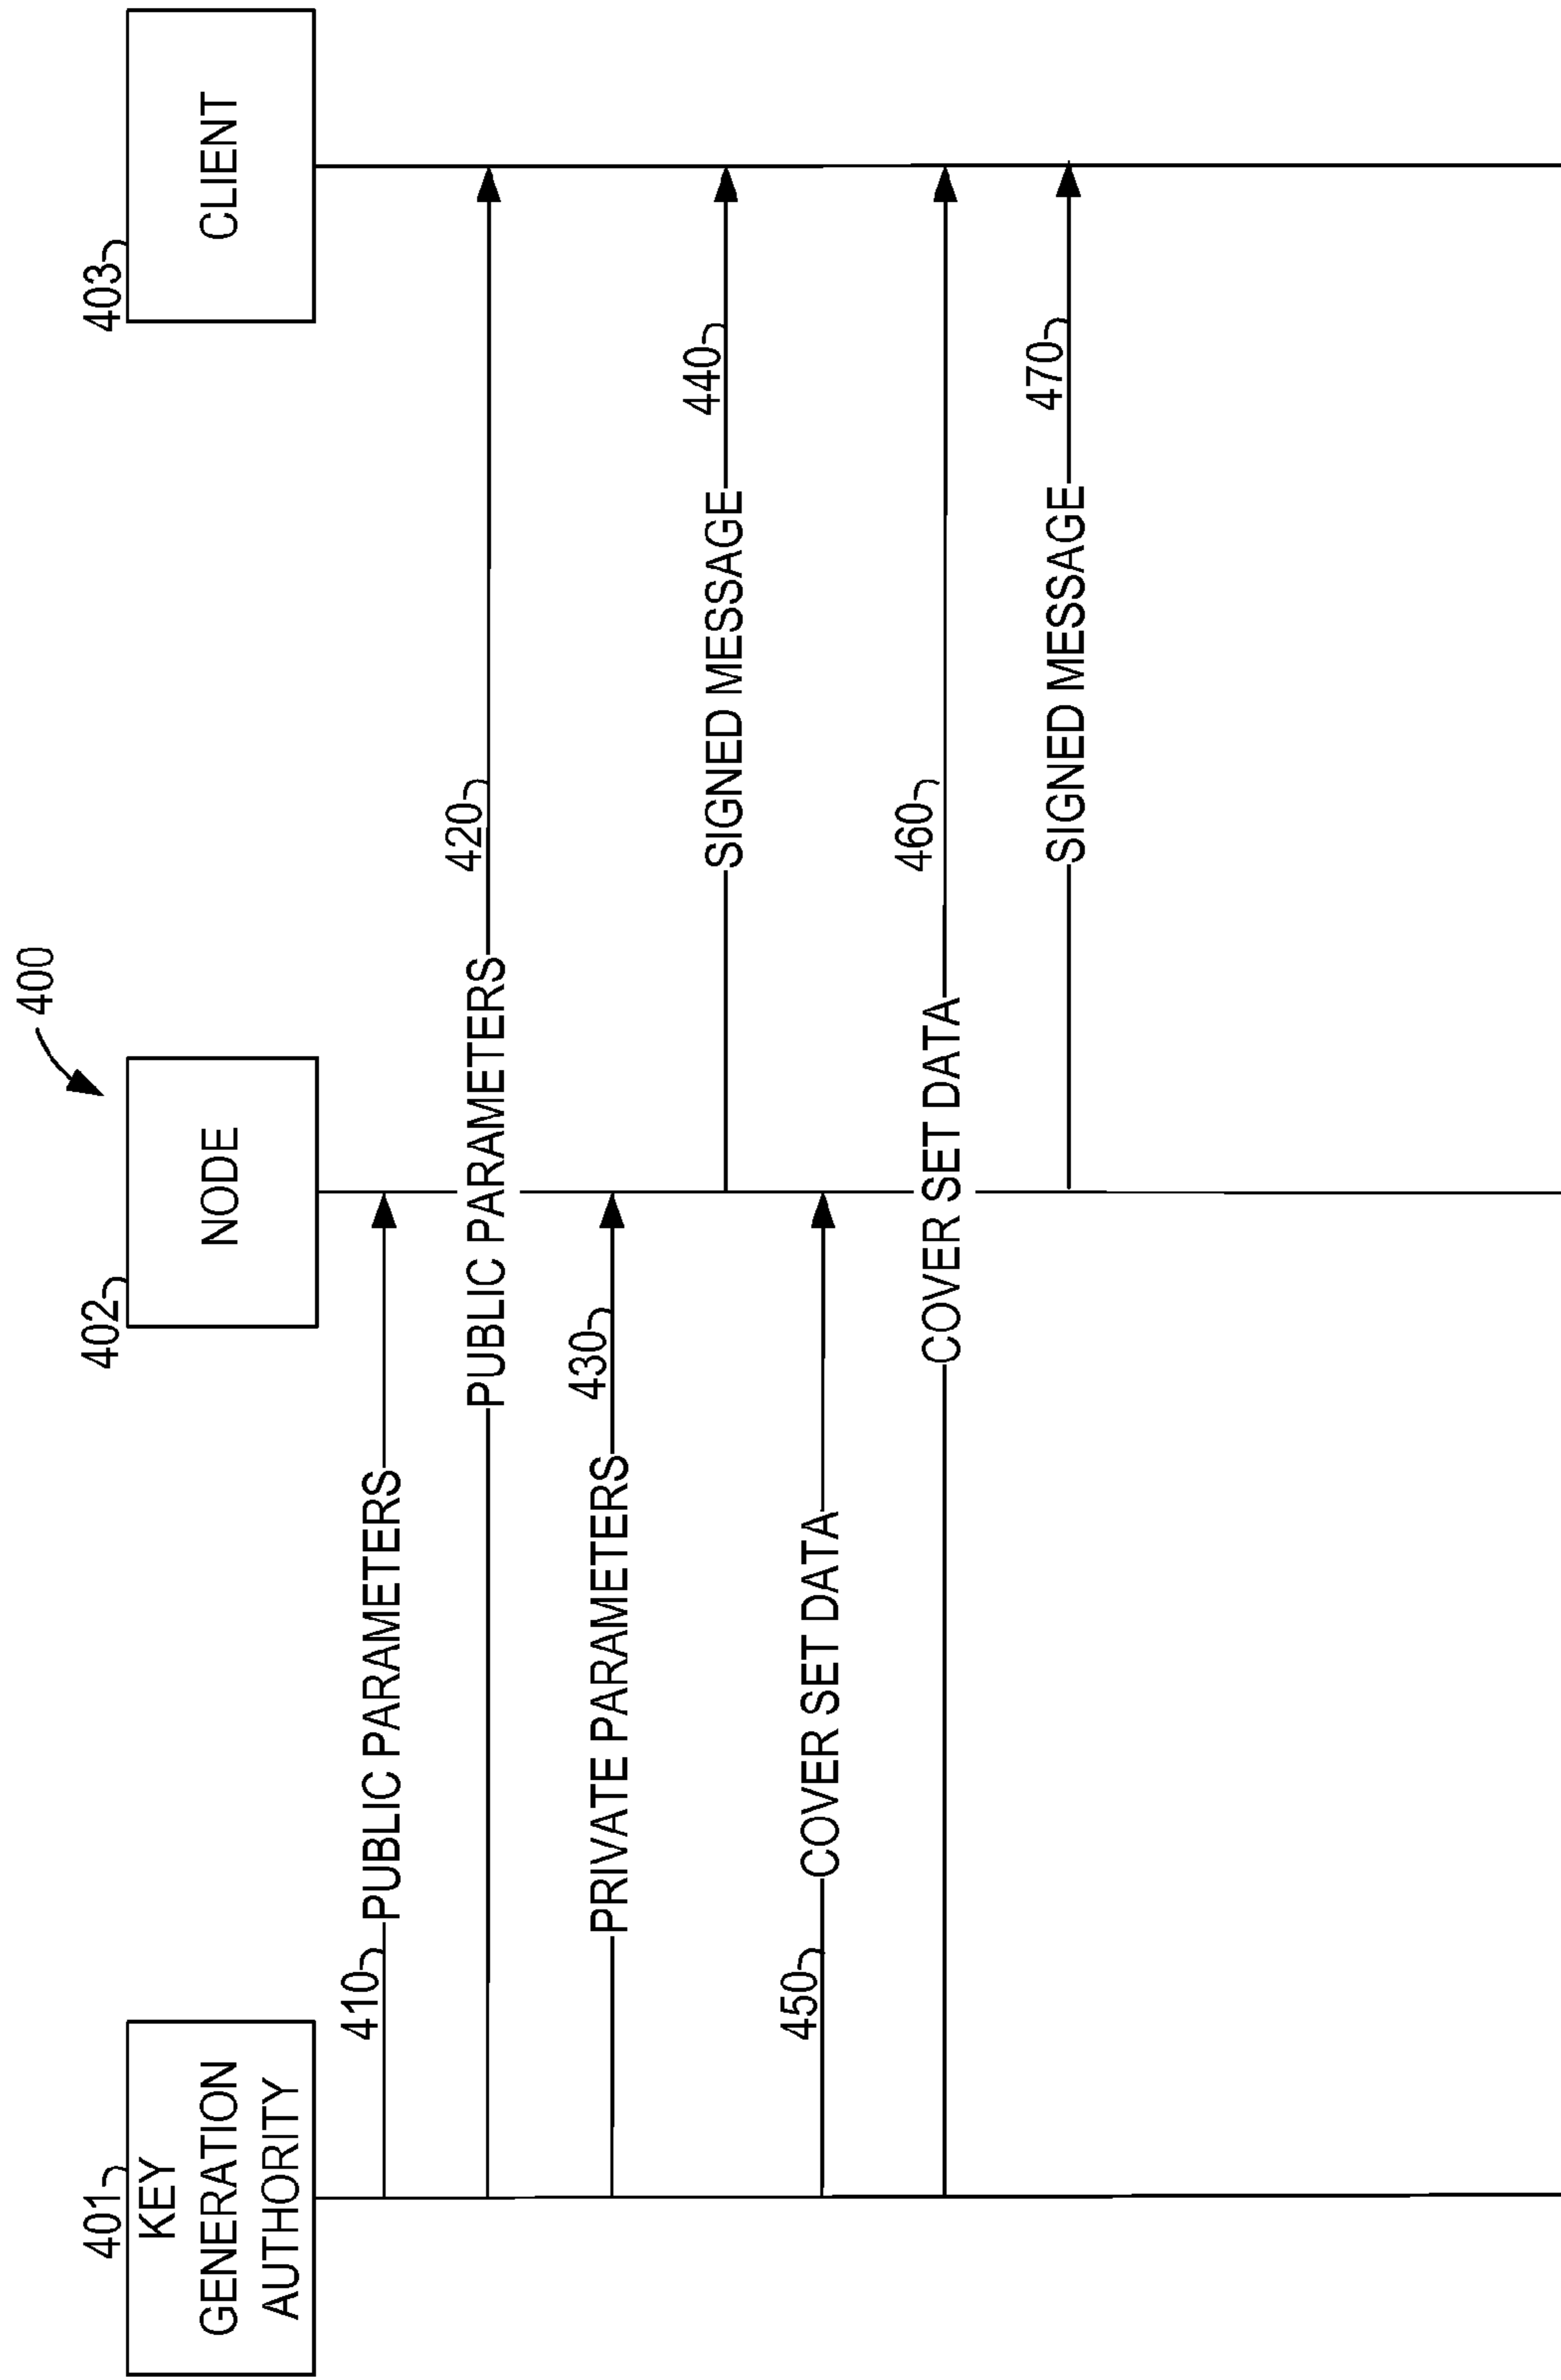 400
401
KEY
GENERATION
AUTHORITY
402
NODE
403
CLIENT
410
PUBLIC PARAMETERS
PUBLIC PARAMETERS
420
PRIVATE PARAMETERS
430
SIGNED MESSAGE
440
450
COVER SET DATA
COVER SET DATA
460
SIGNED MESSAGE
470